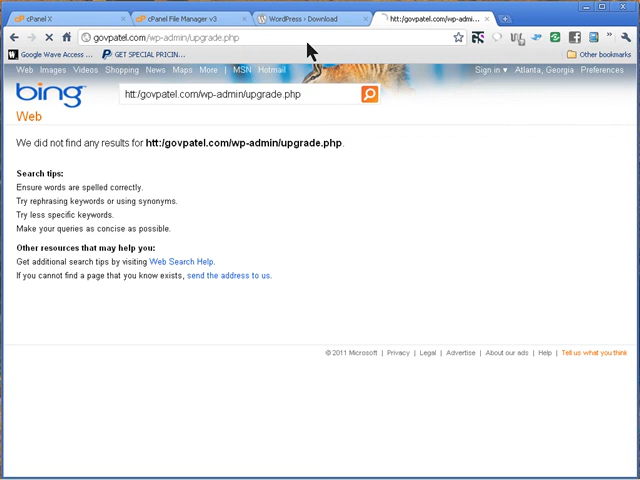 cPanel X
cPanel File Manager v3
WordPress › Download
htt:/govpatel.com/wp-admi...
govpatel.com/wp-admin/upgrade.php
Google Wave Access ...
GET SPECIAL PRICIN...
Other bookmarks
Web Images Videos Shopping News Maps More | MSN Hotmail
Sign in ▾ | Atlanta, Georgia | Preferences
bing
htt:/govpatel.com/wp-admin/upgrade.php
Web
We did not find any results for htt:/govpatel.com/wp-admin/upgrade.php.
Search tips:
Ensure words are spelled correctly.
Try rephrasing keywords or using synonyms.
Try less specific keywords.
Make your queries as concise as possible.
Other resources that may help you:
Get additional search tips by visiting Web Search Help.
If you cannot find a page that you know exists, send the address to us.
© 2011 Microsoft | Privacy | Legal | Advertise | About our ads | Help | Tell us what you think